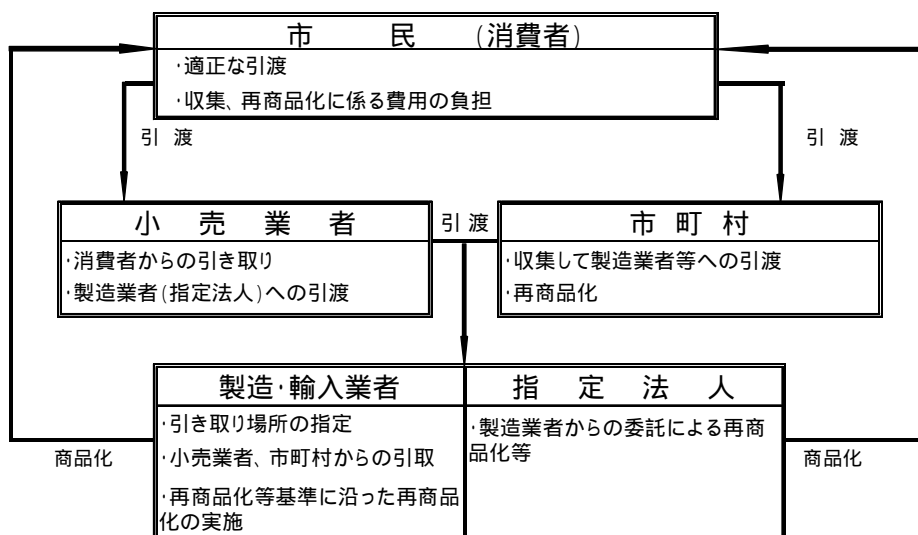 市 民 (消費者)
・適正な引渡
・収集、再商品化に係る費用の負担
引 渡
引 渡
小 売 業 者
・消費者からの引き取り
・製造業者(指定法人)への引渡
引 渡
市 町 村
・収集して製造業者等への引渡
・再商品化
製造・輸入業者
・引き取り場所の指定
・小売業者、市町村からの引取
・再商品化等基準に沿った再商品
化の実施
指 定 法 人
・製造業者からの委託による再商
品化等
商品化
商品化